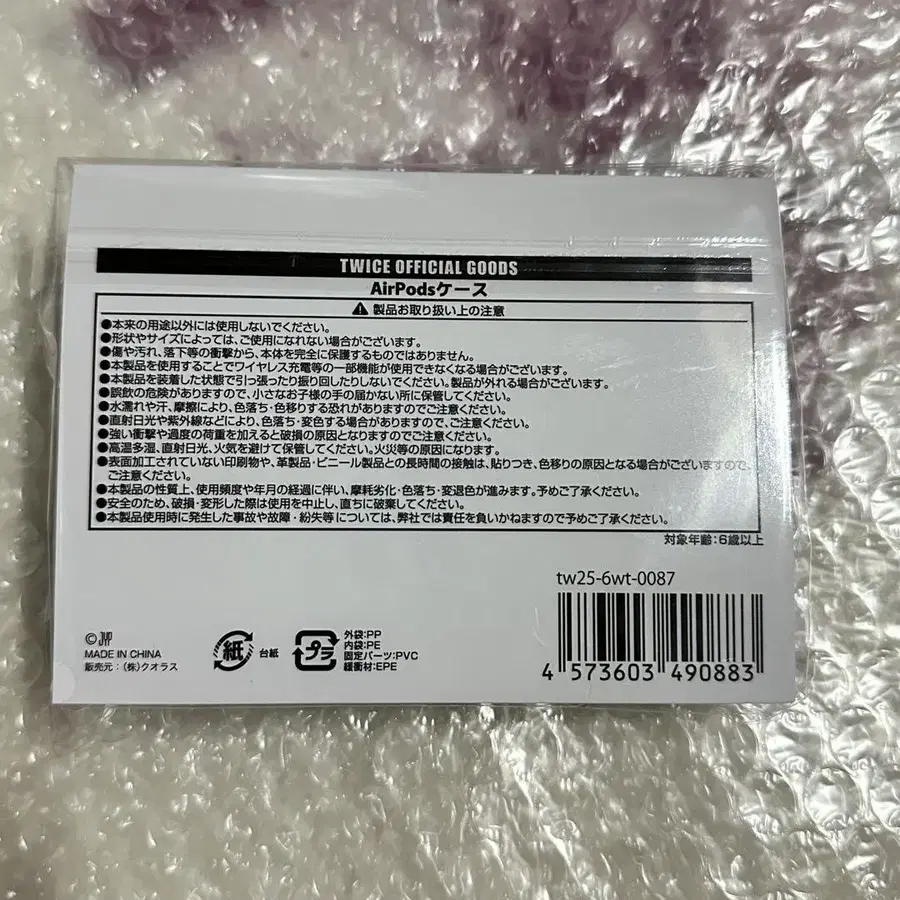 TWICE OFFICIAL GOODS
AirPodsケース
製品お取り扱い上の注意
●本来の用途以外には使用しないでください。
●形状やサイズによっては、ご使用になれない場合がございます。
●傷や汚れ、落下等の衝撃から、本体を完全に保護するものではありません。
●本製品を使用することでワイヤレス充電等の一部機能が使用できなくなる場合がございます。
●本製品を装着した状態で引っ張ったり振り回したりしないでください。製品が外れる場合がございます。
●誤飲の危険がありますので、小さなお子様の手の届かない所に保管してください。
●水濡れや汗、摩擦により、色落ち・色移りする恐れがありますのでご注意ください。
●直射日光や紫外線などにより、色落ち・変色する場合がありますので、ご注意ください。
●強い衝撃や過度の荷重を加えると破損の原因となりますのでご注意ください。
●高温多湿、直射日光、火気を避けて保管してください。火災等の原因になります。
●表面加工されていない印刷物や、革製品・ビニール製品との長時間の接触は、貼りつき、色移りの原因となる場合がございますので、
ご注意ください。
●本製品の性質上、使用頻度や年月の経過に伴い、摩耗劣化・色落ち・変退色が進みます。予めご了承ください。
●安全のため、破損・変形した際は使用を中止し、直ちに破棄してください。
●本製品使用時に発生した事故や故障・紛失等については、弊社では責任を負いかねますので予めご了承ください。
対象年齢:6歳以上
tw25-6wt-0087
4 573603 490883
©JYP
MADE IN CHINA
販売元:(株)クオラス
紙
台紙
プラ
外袋:PP
内袋:PE
固定パーツ:PVC
緩衝材:EPE